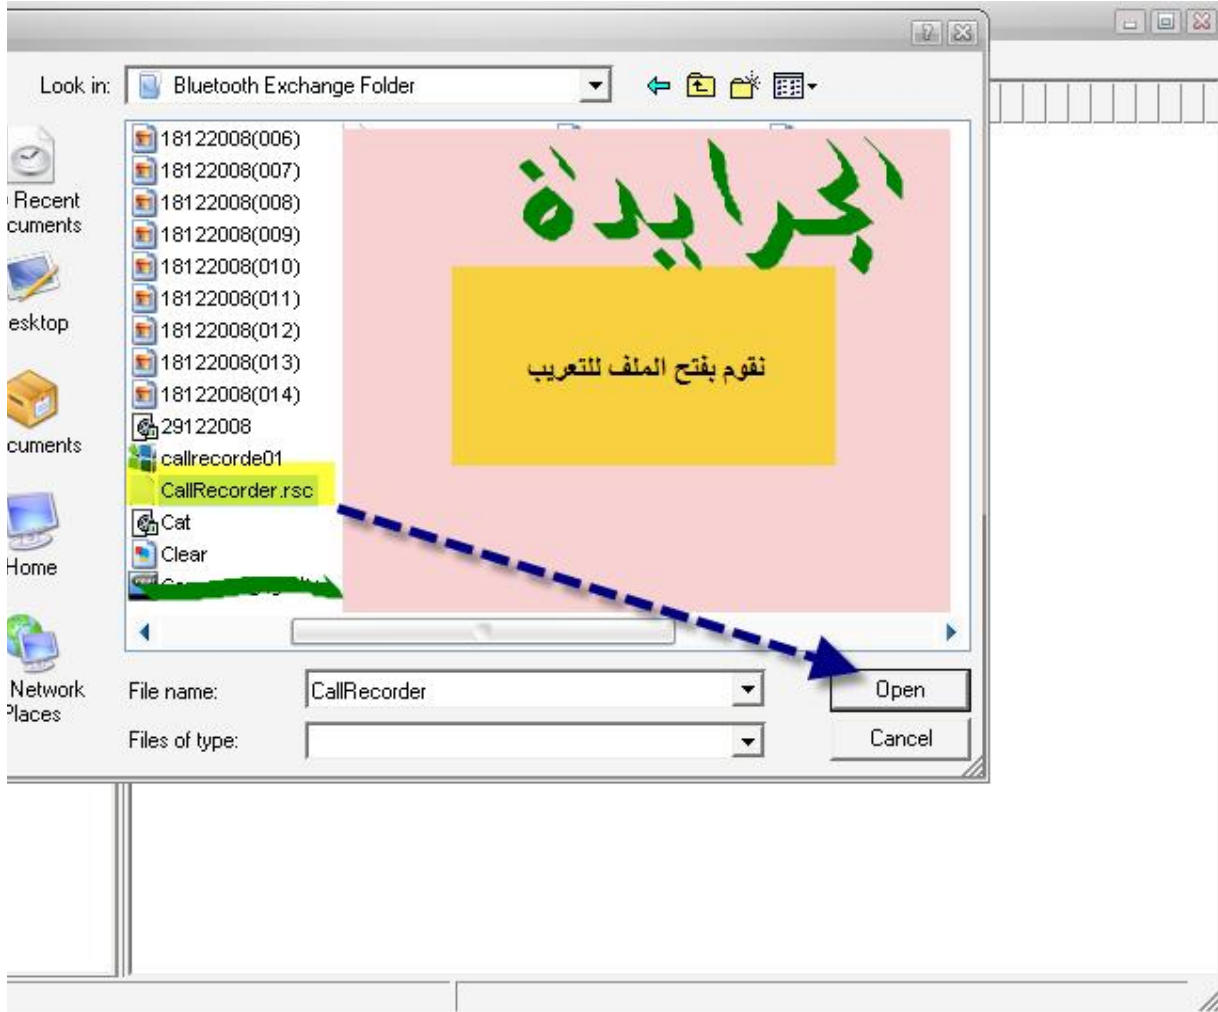 Look in:
Bluetooth Exchange Folder
Recent
cuments
esktop
cuments
Home
Network
Places
18122008(006)
18122008(007)
18122008(008)
18122008(009)
18122008(010)
18122008(011)
18122008(012)
18122008(013)
18122008(014)
29122008
callrecorde01
CallRecorder.rsc
Cat
Clear
الجرايدة
نقوم بفتح الملف للتعريب
File name:
CallRecorder
Open
Files of type:
Cancel